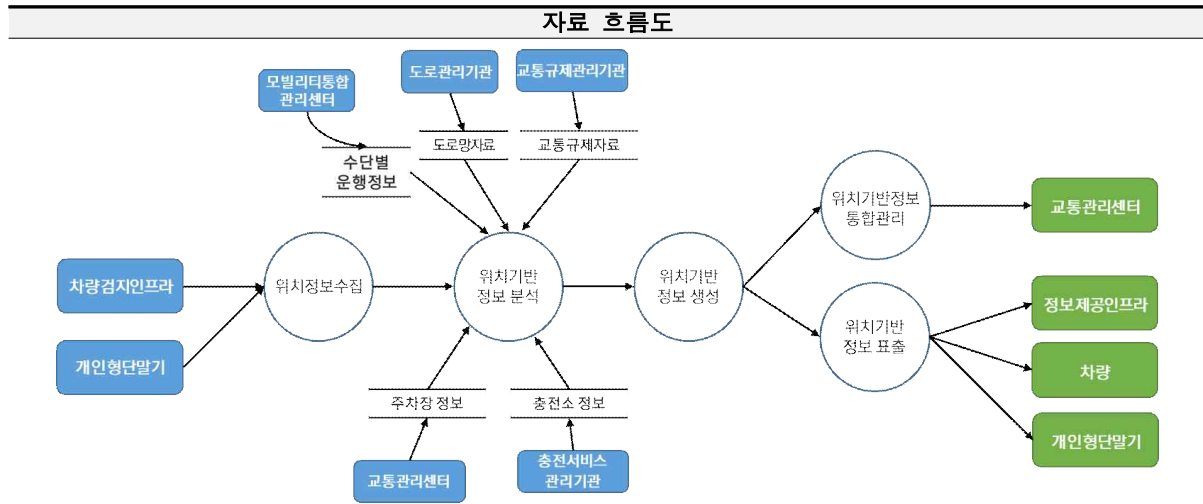 자료 흐름도
모빌리티통합
관리센터
도로관리기관
교통규제관리기관
수단별
운행정보
도로망자료
교통규제자료
차량검지인프라
개인형단말기
위치정보수집
위치기반
정보 분석
위치기반
정보 생성
위치기반정보
통합관리
위치기반
정보 표출
교통관리센터
정보제공인프라
차량
개인형단말기
주차장 정보
충전소 정보
교통관리센터
충전서비스
관리기관